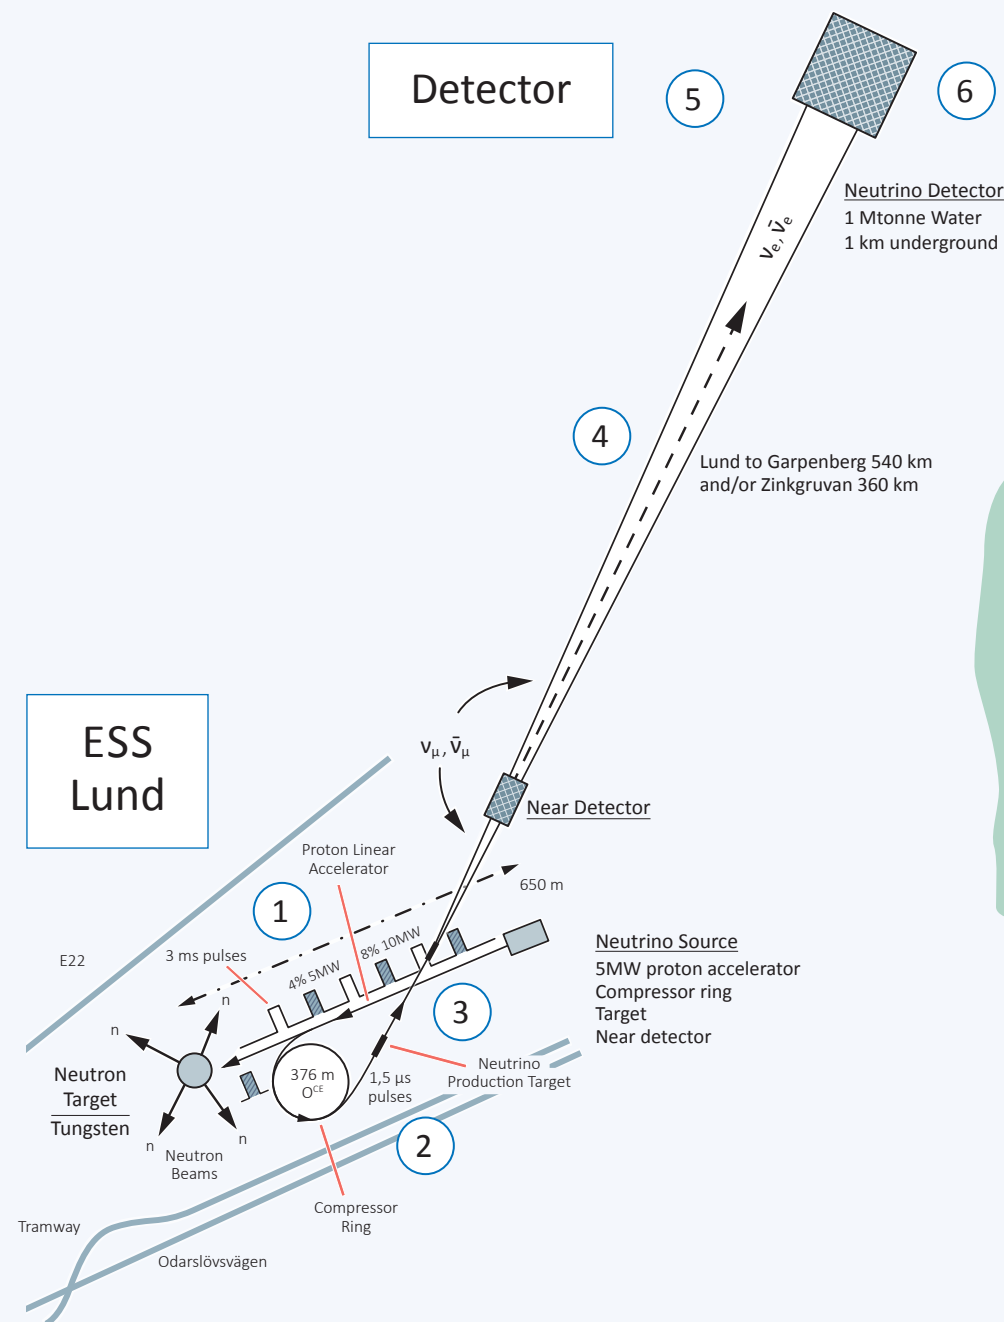 Detector
5
6
Neutrino Detector
1 Mtonne Water
1 km underground
νe, ν̄e
4
Lund to Garpenberg 540 km
and/or Zinkgruvan 360 km
ESS
Lund
νμ, ν̄μ
Near Detector
Proton Linear
Accelerator
650 m
1
3 ms pulses
4% 5MW
8% 10MW
E22
Neutrino Source
5MW proton accelerator
Compressor ring
Target
Near detector
3
n
n
n
n
Neutron
Target
Tungsten
Neutron
Beams
376 m
OCE
1,5 μs
pulses
Neutrino
Production Target
2
Compressor
Ring
Tramway
Odarslövsvägen